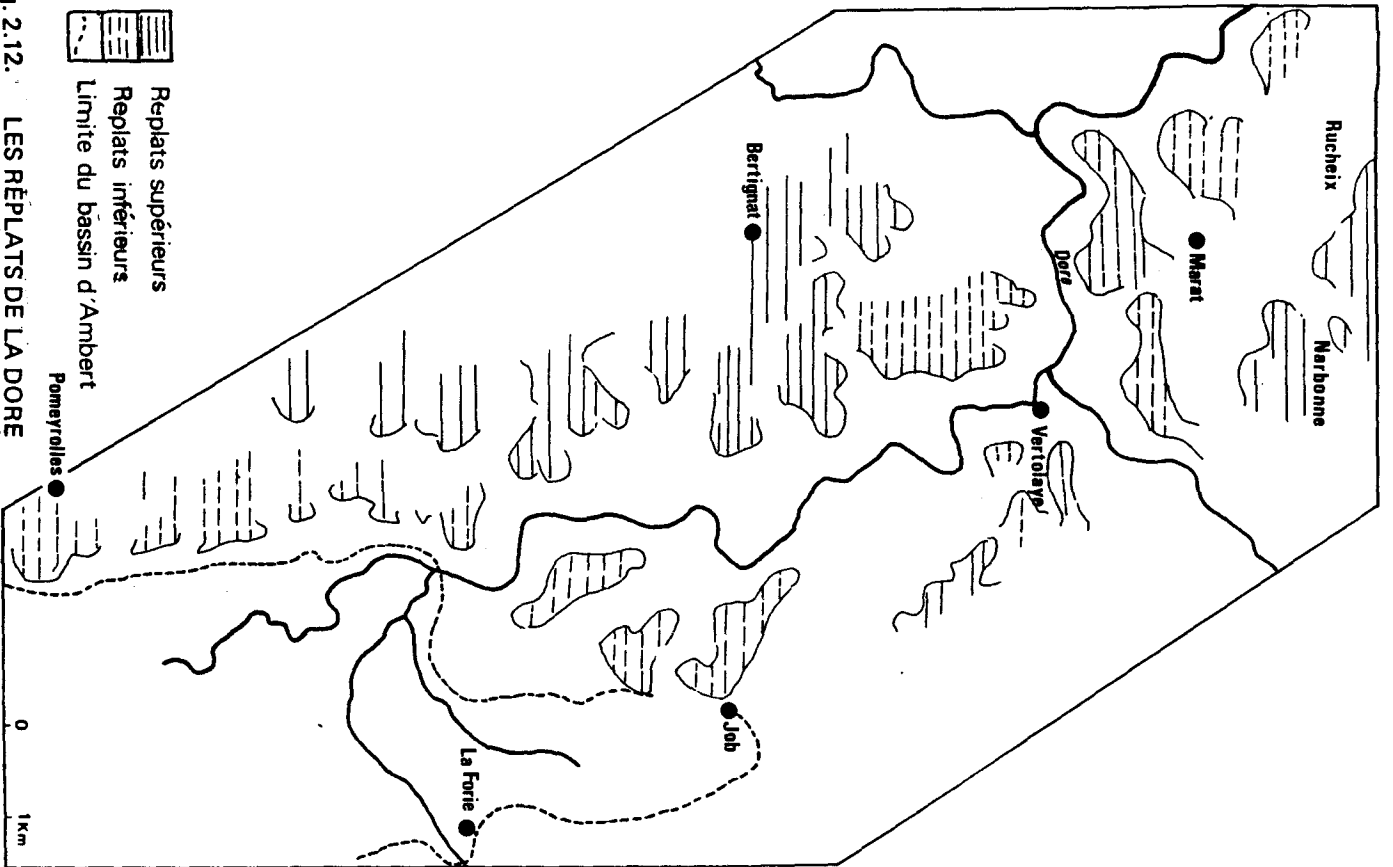 Rucheix
Narbonne
Marat
Dore
Vertolaye
Bertignat
Job
La Forie
Pomeyrolles
0
1Km
Replats supérieurs
Replats inférieurs
Limite du bassin d'Ambert
2.12. LES RÉPLATS DE LA DORE